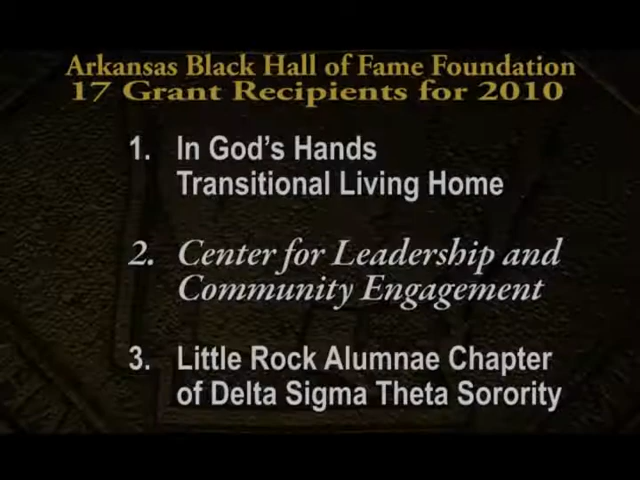 Arkansas Black Hall of Fame Foundation
17 Grant Recipients for 2010
1. In God's Hands
Transitional Living Home
2. Center for Leadership and
Community Engagement
3. Little Rock Alumnae Chapter
of Delta Sigma Theta Sorority